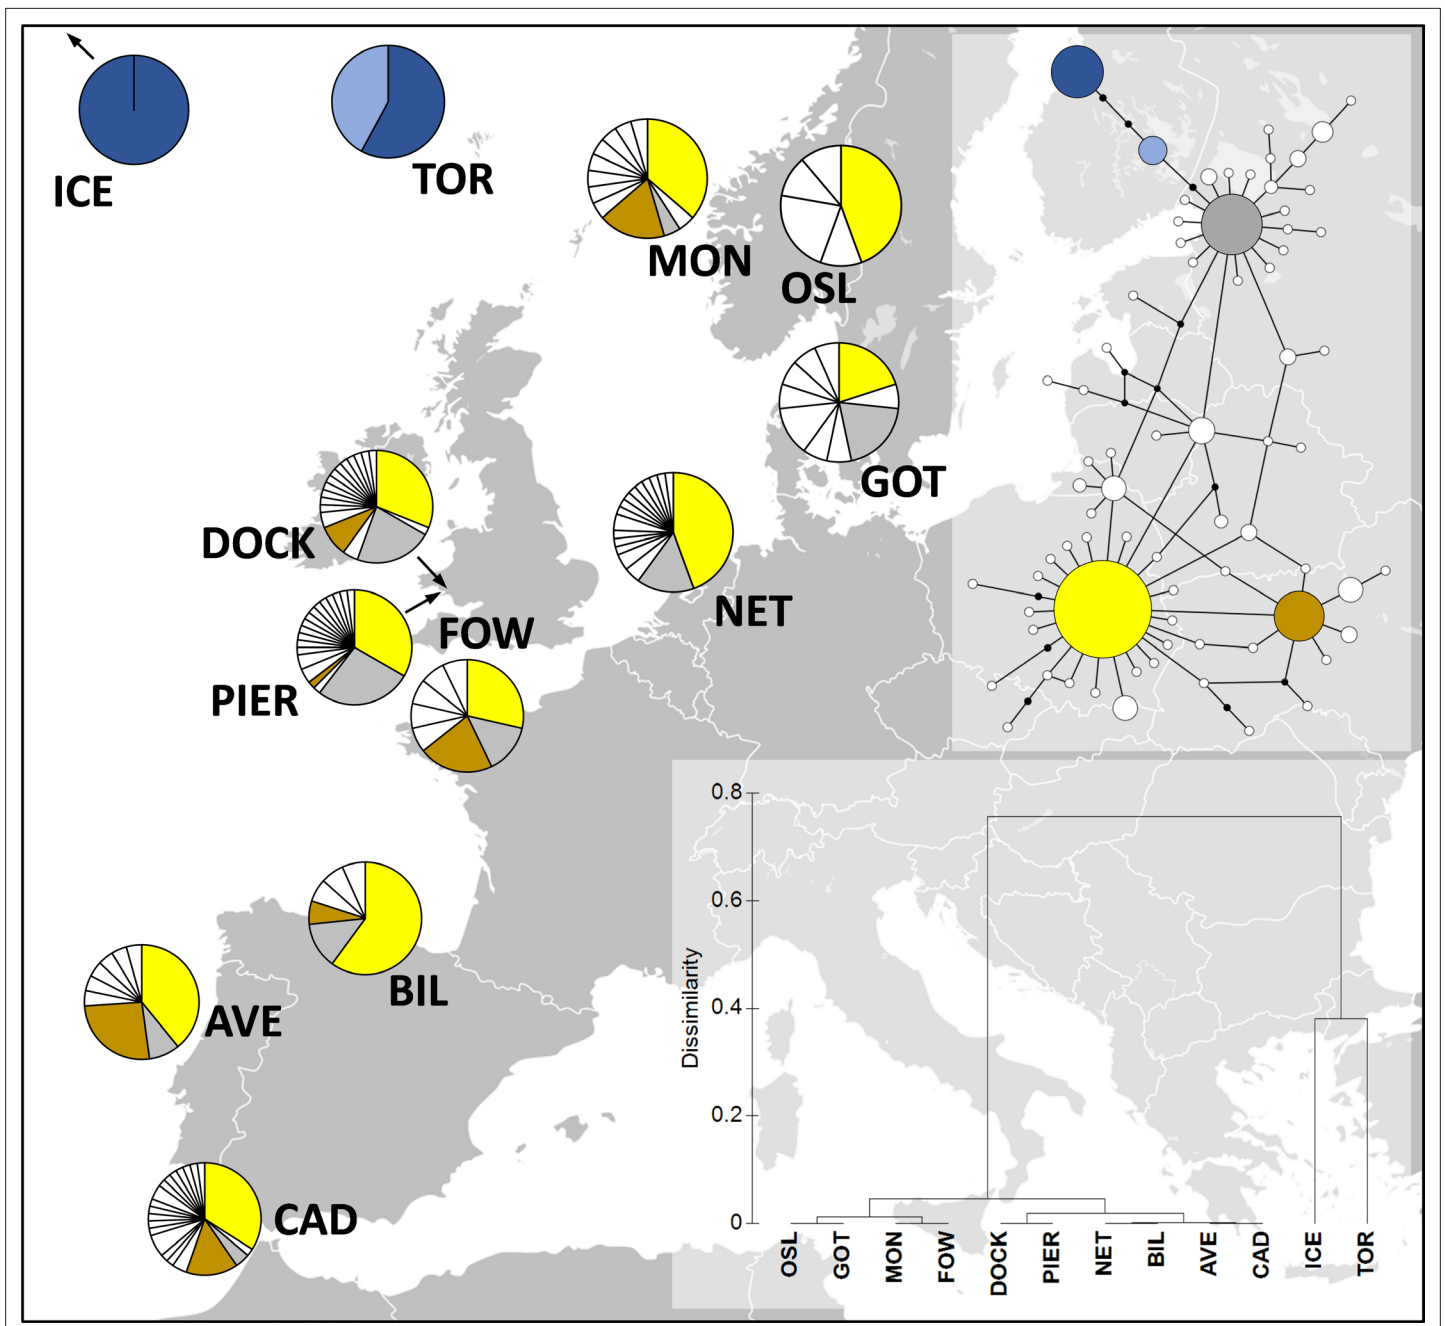 ICE
TOR
MON
OSL
GOT
DOCK
NET
FOW
PIER
BIL
AVE
CAD
0.8
0.6
0.4
0.2
0
Dissimilarity
OSL
GOT
MON
FOW
DOCK
PIER
NET
BIL
AVE
CAD
ICE
TOR